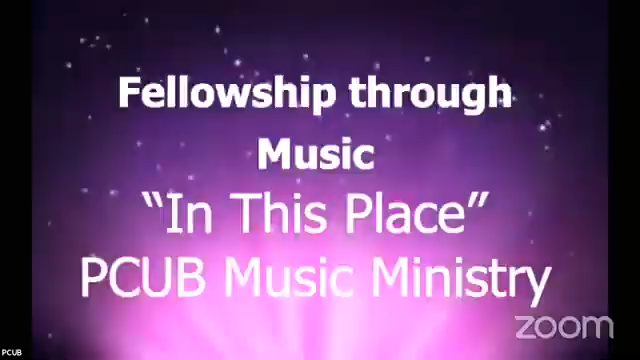 Fellowship through
Music
“In This Place”
PCUB Music Ministry
zoom
PCUB